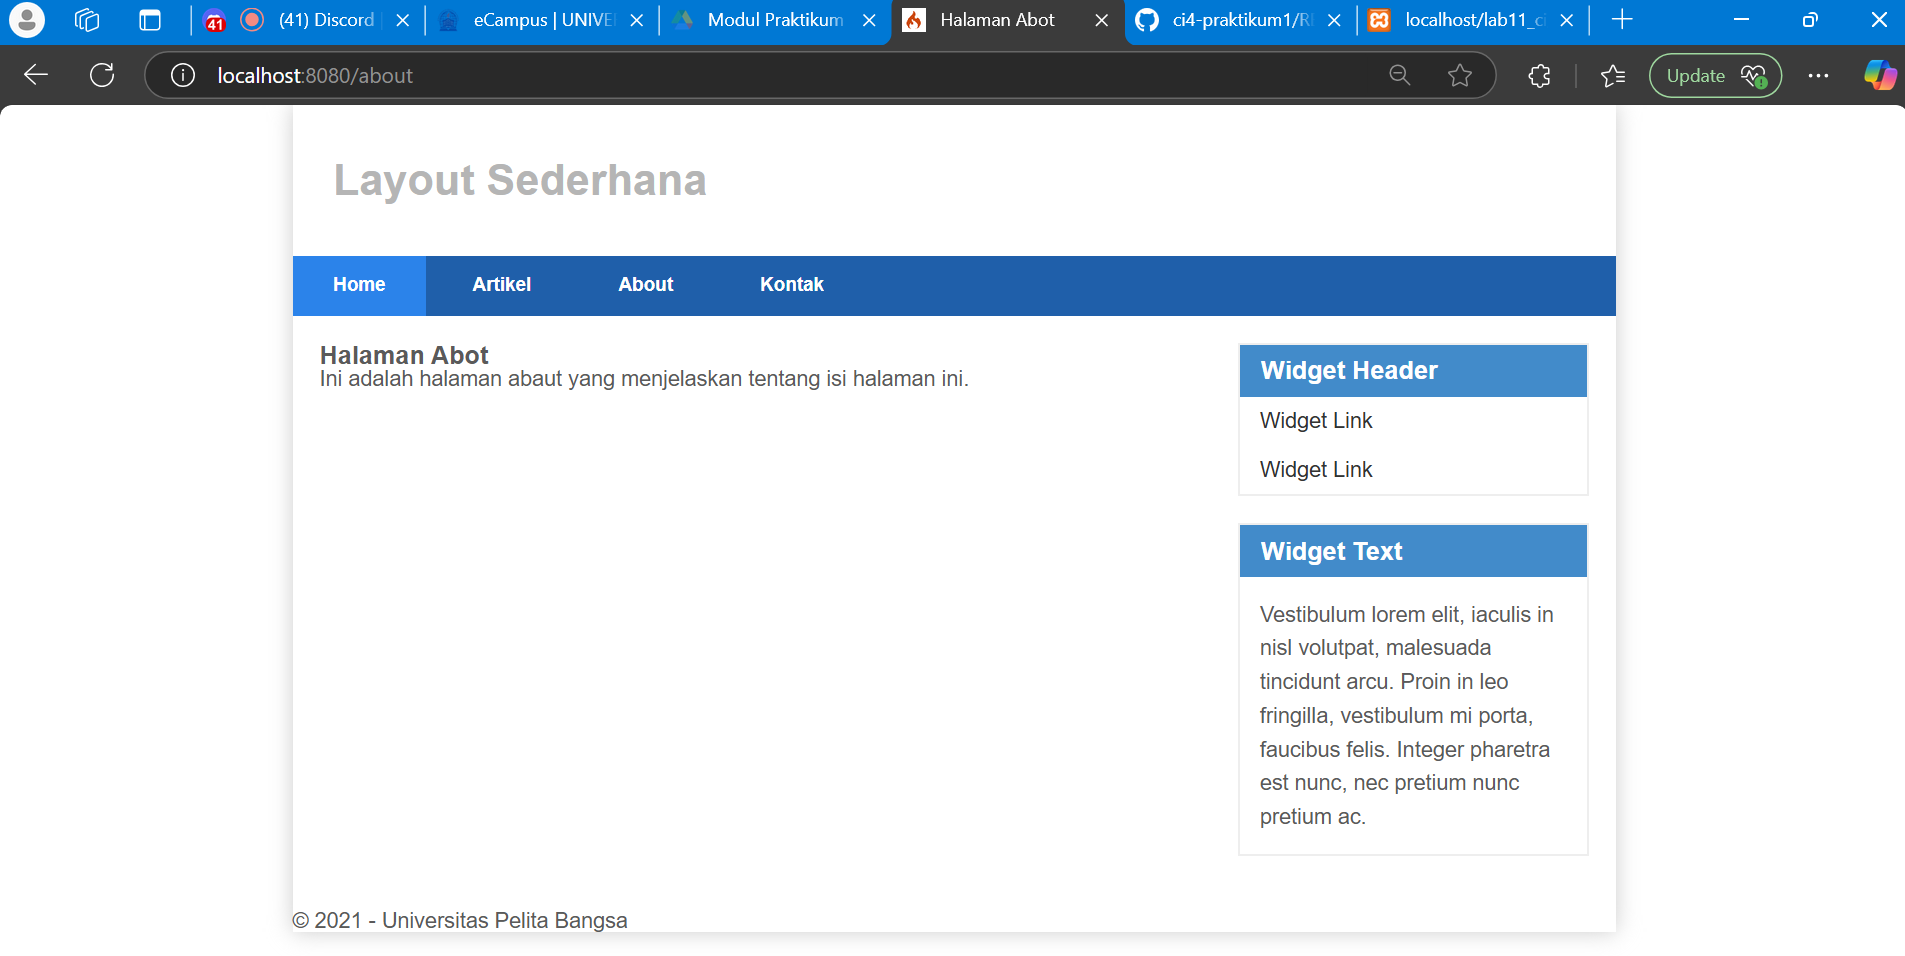 41
(41) Discord
eCampus | UNIVE
Modul Praktikum
Halaman Abot
ci4-praktikum1/R
localhost/lab11_ci
localhost:8080/about
Update
Layout Sederhana
Home
Artikel
About
Kontak
Halaman Abot
Ini adalah halaman abaut yang menjelaskan tentang isi halaman ini.
Widget Header
Widget Link
Widget Link
Widget Text
Vestibulum lorem elit, iaculis in
nisl volutpat, malesuada
tincidunt arcu. Proin in leo
fringilla, vestibulum mi porta,
faucibus felis. Integer pharetra
est nunc, nec pretium nunc
pretium ac.
© 2021 - Universitas Pelita Bangsa